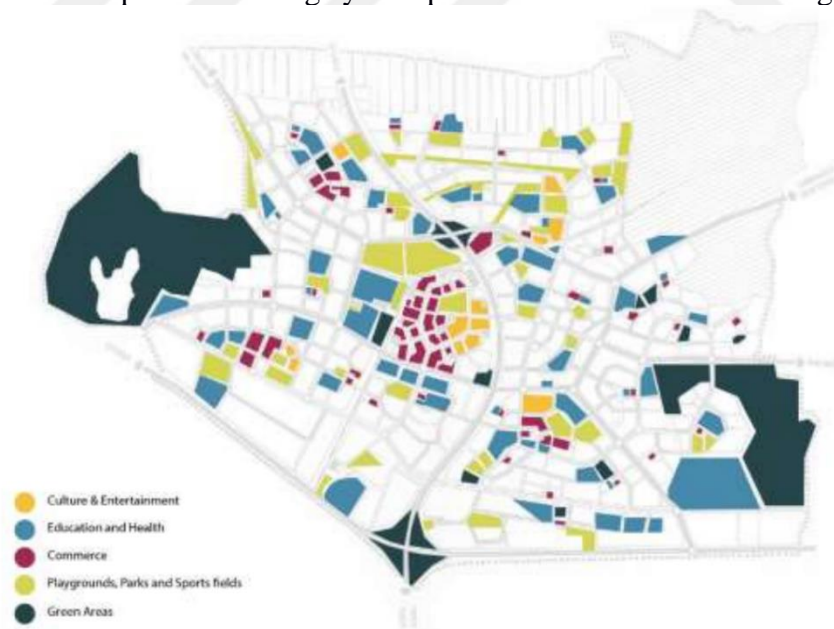 Culture & Entertainment
Education and Health
Commerce
Playgrounds, Parks and Sports fields
Green Areas